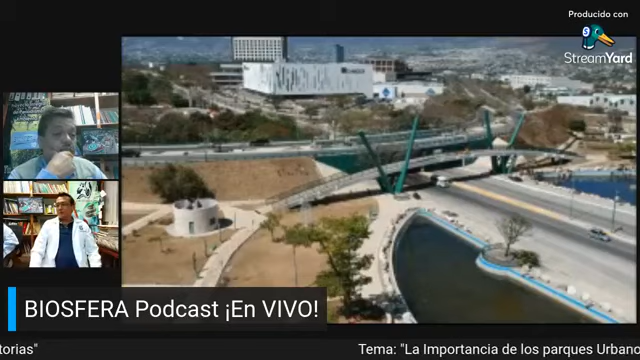 Producido con
StreamYard
BIOSFERA Podcast ¡En VIVO!
torias"
Tema: "La Importancia de los parques Urbano